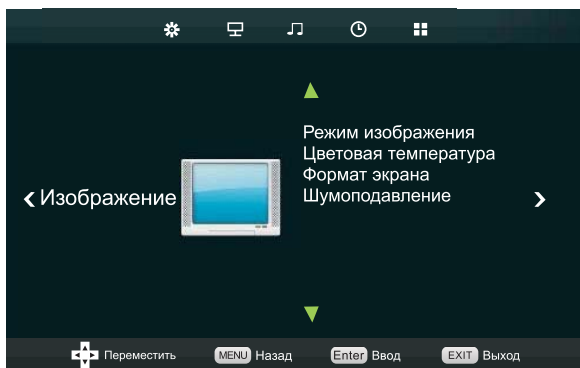 Режим изображения
Цветовая температура
Формат экрана
Шумоподавление
Изображение
Переместить MENU Назад Enter Ввод EXIT Выход